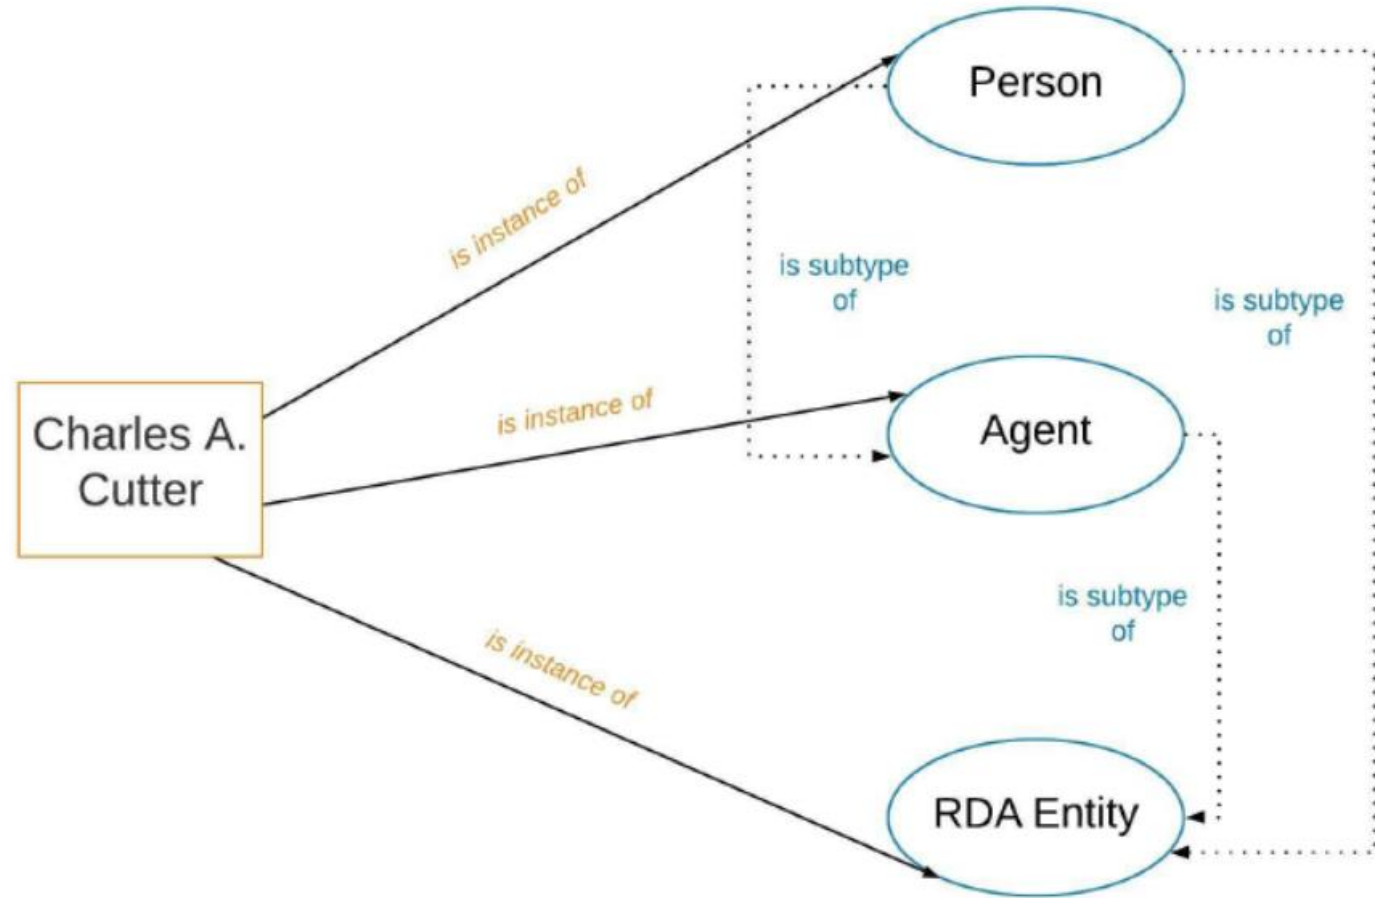 Person
is instance of
is subtype
of
is subtype
of
is instance of
Charles A.
Cutter
Agent
is subtype
of
is instance of
RDA Entity